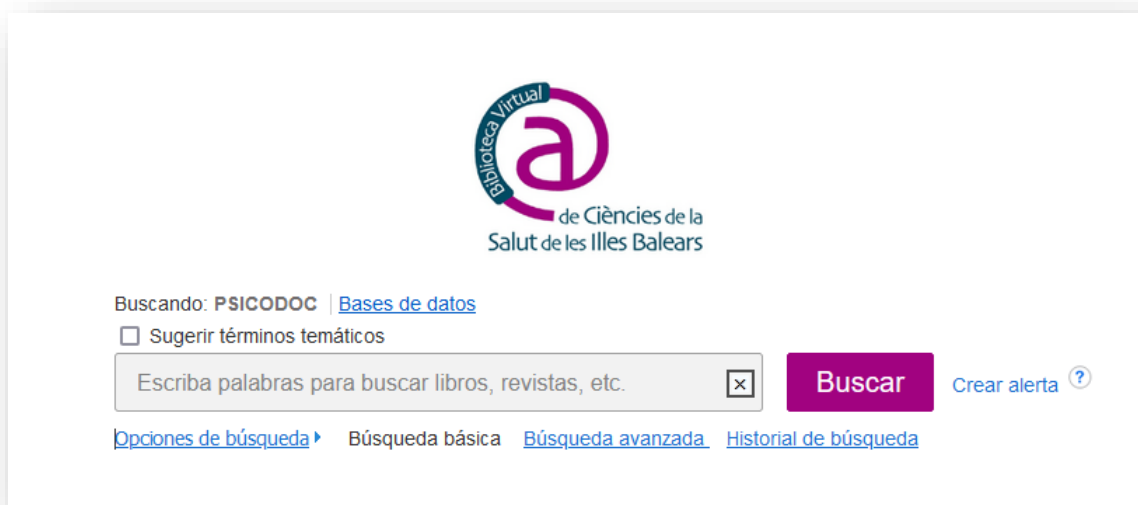 Biblioteca Virtual
a
de Ciències de la
Salut de les Illes Balears
Buscando: PSICODOC | Bases de datos
Sugerir términos temáticos
Escriba palabras para buscar libros, revistas, etc. Buscar Crear alerta ?
Opciones de búsqueda Búsqueda básica Búsqueda avanzada Historial de búsqueda